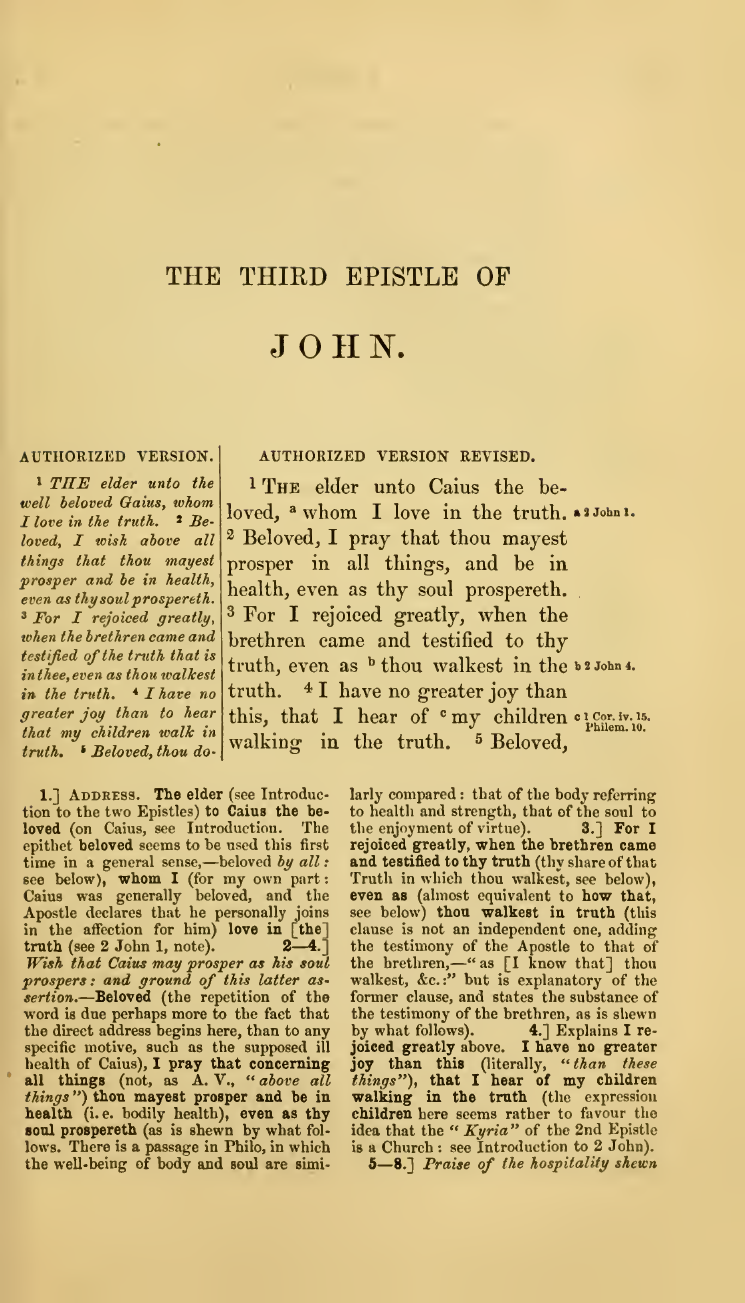 THE THIRD EPISTLE OF
JOHN.
AUTHORIZED VERSION.
1 THE elder unto the
well beloved Gaius, whom
I love in the truth. 2 Be-
loved, I wish above all
things that thou mayest
prosper and be in health,
even as thy soul prospereth.
3 For I rejoiced greatly,
when the brethren came and
testified of the truth that is
in thee, even as thou walkest
in the truth. 4 I have no
greater joy than to hear
that my children walk in
truth. 5 Beloved, thou do-
AUTHORIZED VERSION REVISED.
1 THE elder unto Caius the be-
loved, a whom I love in the truth.
2 Beloved, I pray that thou mayest
prosper in all things, and be in
health, even as thy soul prospereth.
3 For I rejoiced greatly, when the
brethren came and testified to thy
truth, even as b thou walkest in the
truth. 4 I have no greater joy than
this, that I hear of c my children
walking in the truth. 5 Beloved,
a 2 John 1.
b 2 John 4.
c 1 Cor. iv. 15.
Philem. 10.
1.] ADDRESS. The elder (see Introduc-
tion to the two Epistles) to Caius the be-
loved (on Caius, see Introduction. The
epithet beloved seems to be used this first
time in a general sense,—beloved by all:
see below), whom I (for my own part:
Caius was generally beloved, and the
Apostle declares that he personally joins
in the affection for him) love in [the]
truth (see 2 John 1, note). 2—4.]
Wish that Caius may prosper as his soul
prospers: and ground of this latter as-
sertion.—Beloved (the repetition of the
word is due perhaps more to the fact that
the direct address begins here, than to any
specific motive, such as the supposed ill
health of Caius), I pray that concerning
all things (not, as A. V., "above all
things") thou mayest prosper and be in
health (i. e. bodily health), even as thy
soul prospereth (as is shewn by what fol-
lows. There is a passage in Philo, in which
the well-being of body and soul are simi-
larly compared: that of the body referring
to health and strength, that of the soul to
the enjoyment of virtue). 3.] For I
rejoiced greatly, when the brethren came
and testified to thy truth (thy share of that
Truth in which thou walkest, see below),
even as (almost equivalent to how that,
see below) thou walkest in truth (this
clause is not an independent one, adding
the testimony of the Apostle to that of
the brethren,—"as [I know that] thou
walkest, &c.:" but is explanatory of the
former clause, and states the substance of
the testimony of the brethren, as is shewn
by what follows). 4.] Explains I re-
joiced greatly above. I have no greater
joy than this (literally, "than these
things"), that I hear of my children
walking in the truth (the expression
children here seems rather to favour the
idea that the "Kyria" of the 2nd Epistle
is a Church: see Introduction to 2 John).
5—8.] Praise of the hospitality shewn